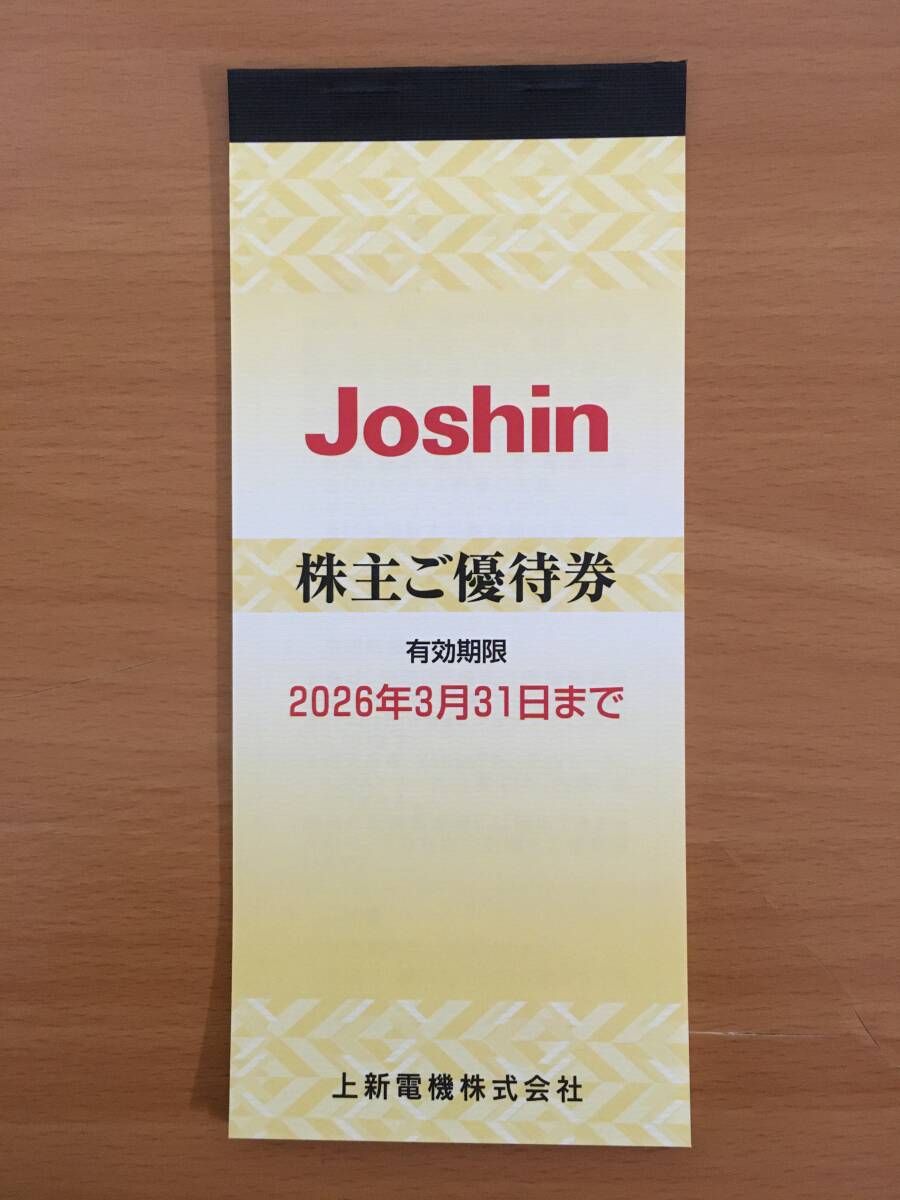 Joshin
株主ご優待券
有効期限
2026年3月31日まで
上新電機株式会社